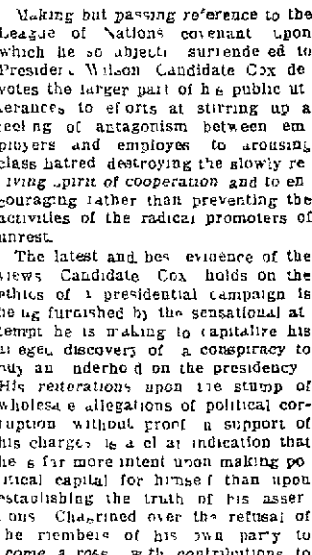 Making but passing reference to the
League of Nations covenant upon
which he so abjectl surrende ed to
President Wilson Candidate Cox de
votes the larger part of his public ut
terances to eforts at stirring up a
feeling of antagonism between em
ployers and employes to arousing
class hatred destroying the slowly re
iving spirit of cooperation and to en
couraging rather than preventing the
activities of the radical promoters of
unrest.
The latest and bes evidence of the
views Candidate Cox holds on the
ethics of a presidential campaign is
being furnished by the sensational at
tempt he is making to capitalize his
alleged discovery of a conspiracy to
buy an underhold on the presidency
His reiterations upon the stump of
wholesale allegations of political cor-
ruption without proof in support of
his charges is a clear indication that
he is far more intent upon making po
litical capital for himself than upon
establishing the truth of his asser
tions Chagrined over the refusal of
the members of his own party to
come across with contributions to